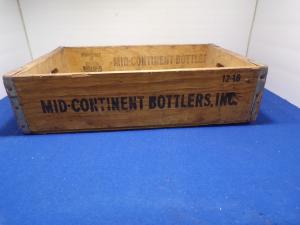 MID-CONTINENT BOTTLERS
12-16
MID-CONTINENT BOTTLERS, INC.